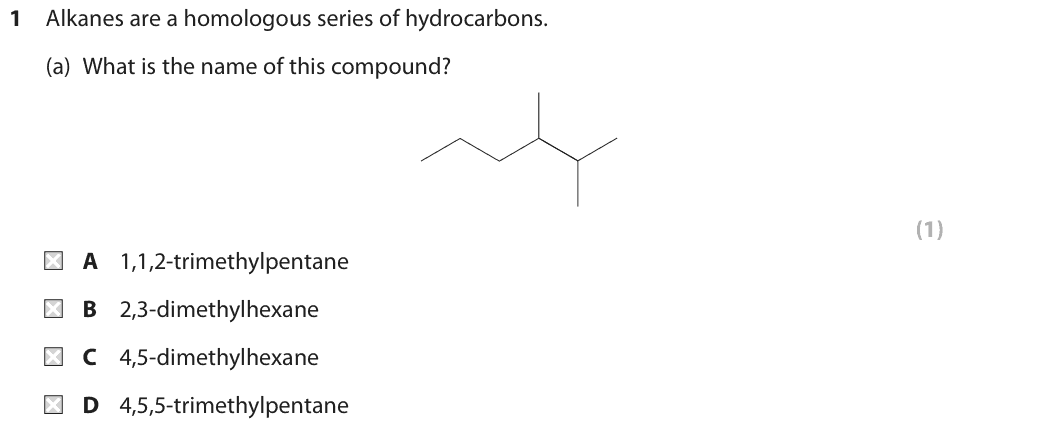 1 Alkanes are a homologous series of hydrocarbons.
(a) What is the name of this compound?
(1)
A 1,1,2-trimethylpentane
B 2,3-dimethylhexane
C 4,5-dimethylhexane
D 4,5,5-trimethylpentane